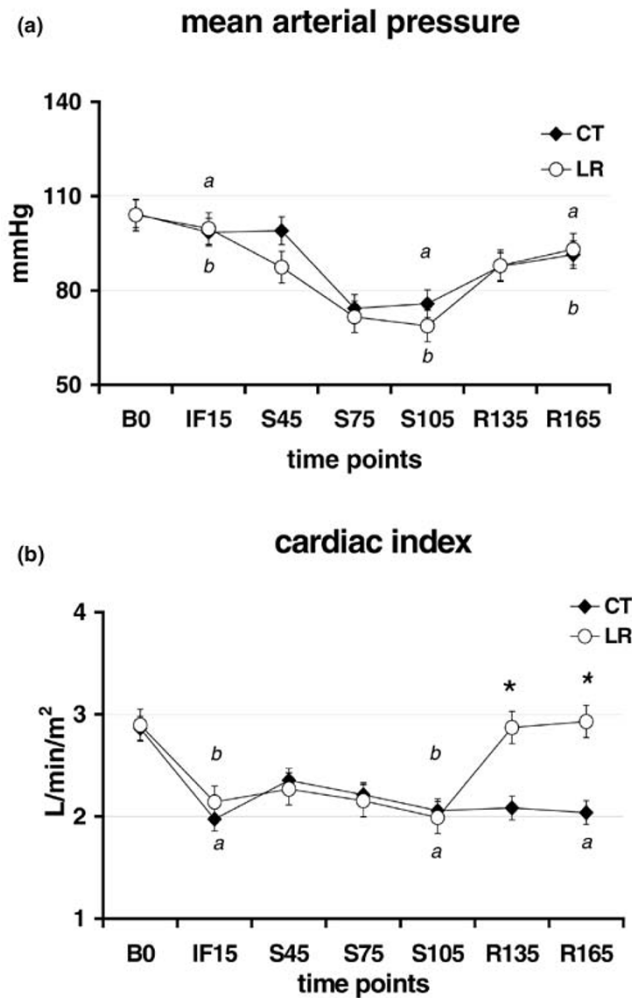 (a) mean arterial pressure
140
CT
LR
a
a
110
a
mmHg
b
80
b
b
50
B0 IF15 S45 S75 S105 R135 R165
time points
(b) cardiac index
4
CT
LR
* *
3
b b
L/min/m²
2
a a a
1
B0 IF15 S45 S75 S105 R135 R165
time points